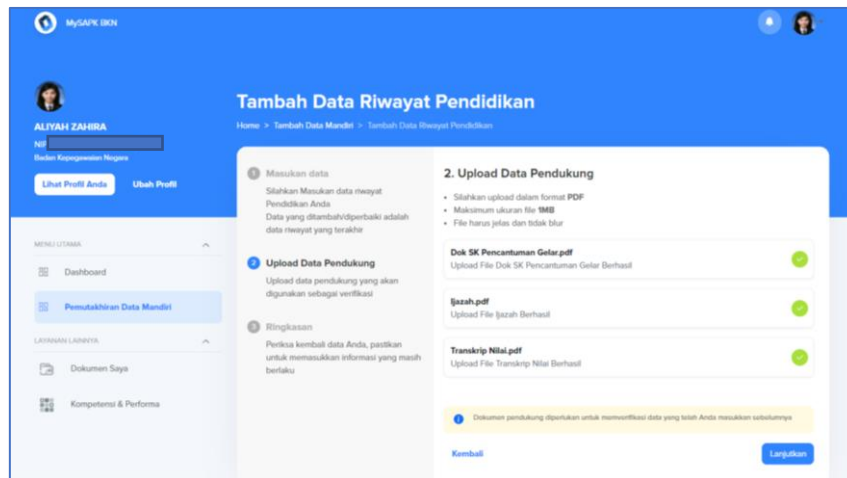 MySAPK BKN
ALIYAH ZAHIRA
NIP
Badan Kepegawaian Negara
Lihat Profil Anda
Ubah Profil
MENU UTAMA
Dashboard
Pemutakhiran Data Mandiri
LAYANAN LAINNYA
Dokumen Saya
Kompetensi & Performa
Tambah Data Riwayat Pendidikan
Home > Tambah Data Mandiri > Tambah Data Riwayat Pendidikan
1 Masukan data
Silahkan Masukan data riwayat
Pendidikan Anda
Data yang ditambah/diperbaiki adalah
data riwayat yang terakhir
2 Upload Data Pendukung
Upload data pendukung yang akan
digunakan sebagai verifikasi
3 Ringkasan
Periksa kembali data Anda, pastikan
untuk memasukkan informasi yang masih
berlaku
2. Upload Data Pendukung
• Silahkan upload dalam format PDF
• Maksimum ukuran file 1MB
• File harus jelas dan tidak blur
Dok SK Pencantuman Gelar.pdf
Upload File Dok SK Pencantuman Gelar Berhasil
Ijazah.pdf
Upload File Ijazah Berhasil
Transkrip Nilai.pdf
Upload File Transkrip Nilai Berhasil
Dokumen pendukung diperlukan untuk memverifikasi data yang telah Anda masukkan sebelumnya
Kembali
Lanjutkan